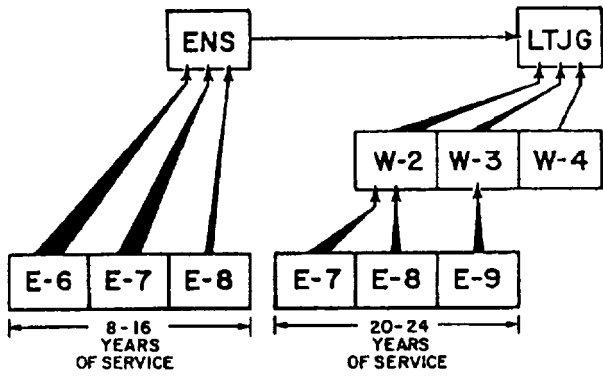 ENS LTJG
W-2 W-3 W-4
E-6 E-7 E-8 E-7 E-8 E-9
8-16 20-24
YEARS YEARS
OF SERVICE OF SERVICE